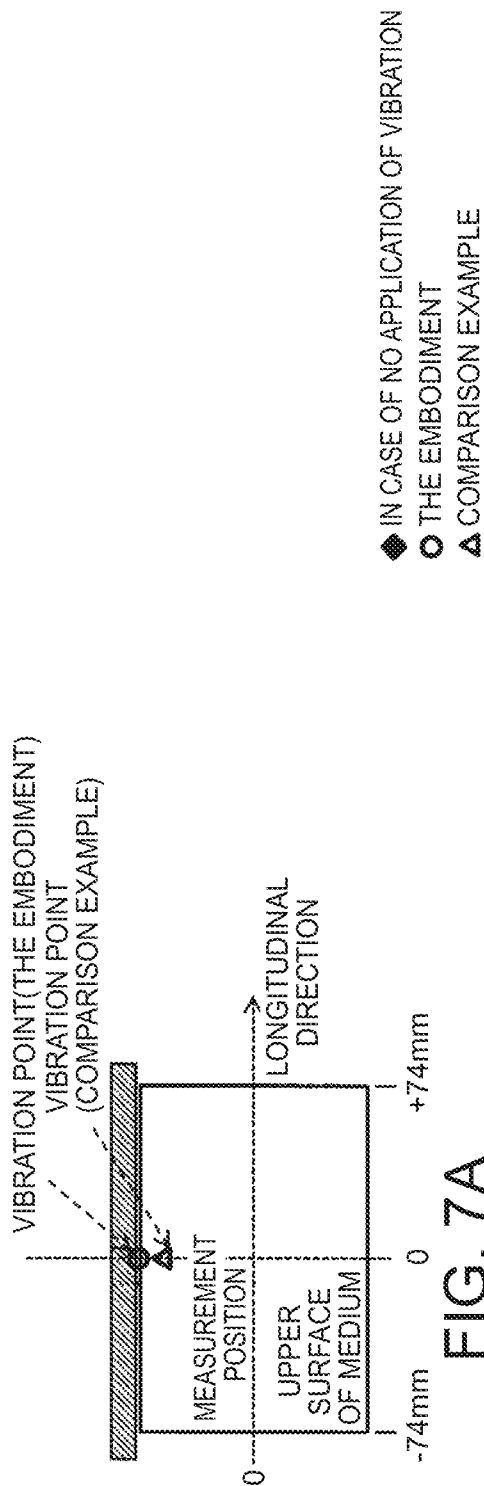 VIBRATION POINT(THE EMBODIMENT)
VIBRATION POINT
(COMPARISON EXAMPLE)
MEASUREMENT
POSITION
0
LONGITUDINAL
DIRECTION
UPPER
SURFACE
OF MEDIUM
-74mm
0
+74mm
FIG. 7A
IN CASE OF NO APPLICATION OF VIBRATION
THE EMBODIMENT
COMPARISON EXAMPLE